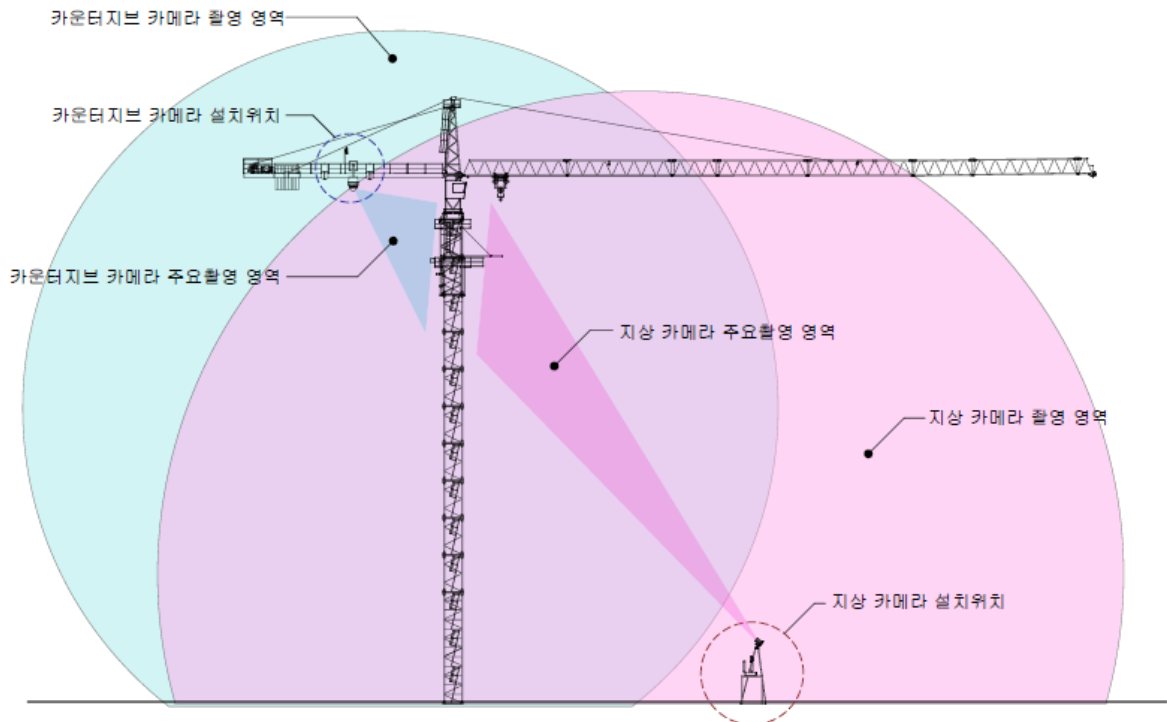 카운터지브 카메라 촬영 영역
카운터지브 카메라 설치위치
카운터지브 카메라 주요촬영 영역
지상 카메라 주요촬영 영역
지상 카메라 촬영 영역
지상 카메라 설치위치